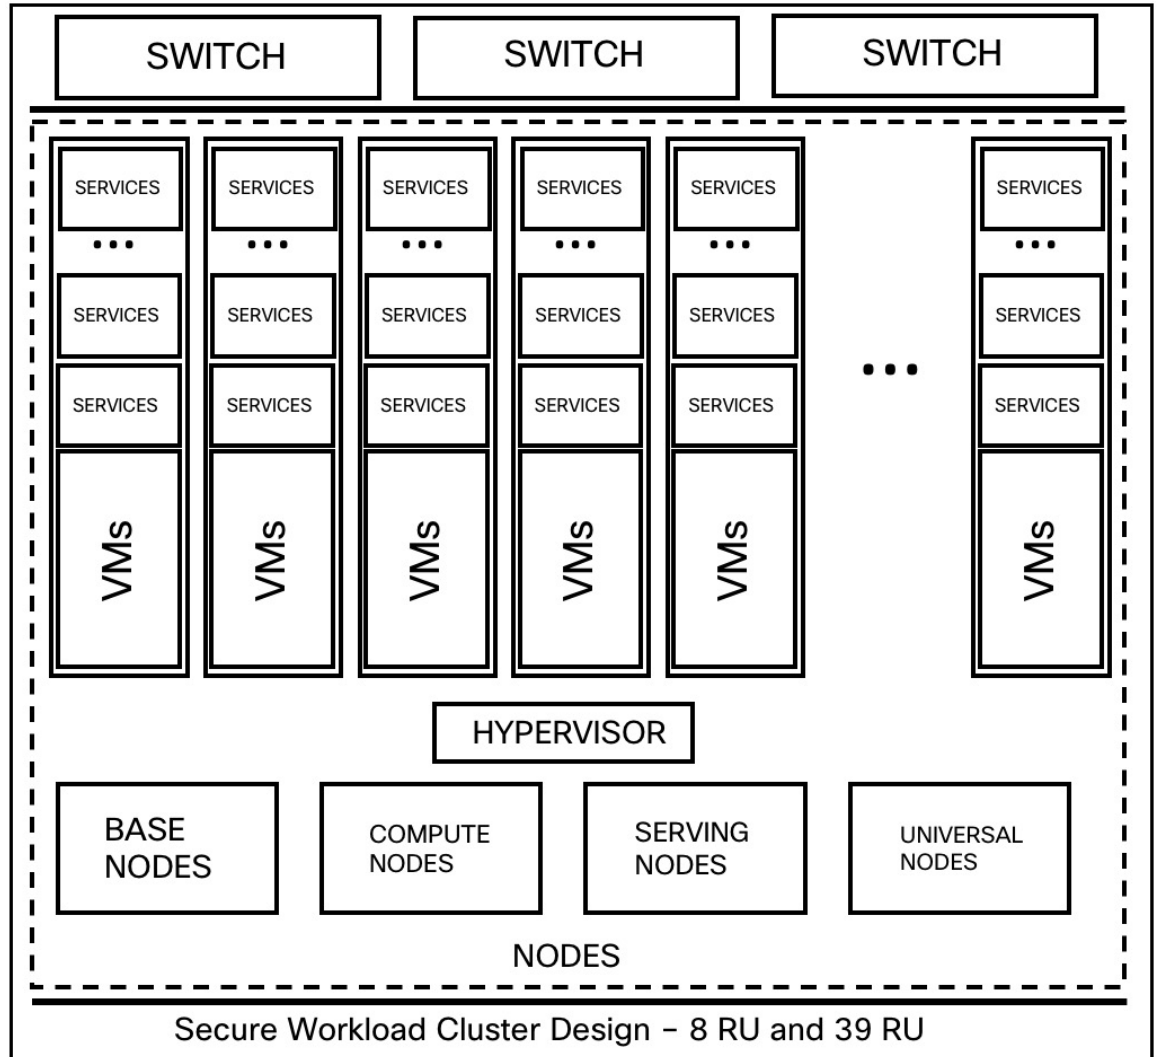 SWITCH SWITCH SWITCH
SERVICES SERVICES SERVICES SERVICES SERVICES SERVICES
... ... ... ... ... ...
SERVICES SERVICES SERVICES SERVICES SERVICES SERVICES
...
SERVICES SERVICES SERVICES SERVICES SERVICES SERVICES
VMs VMs VMs VMs VMs VMs
HYPERVISOR
BASE
NODES
COMPUTE
NODES
SERVING
NODES
UNIVERSAL
NODES
NODES
Secure Workload Cluster Design – 8 RU and 39 RU